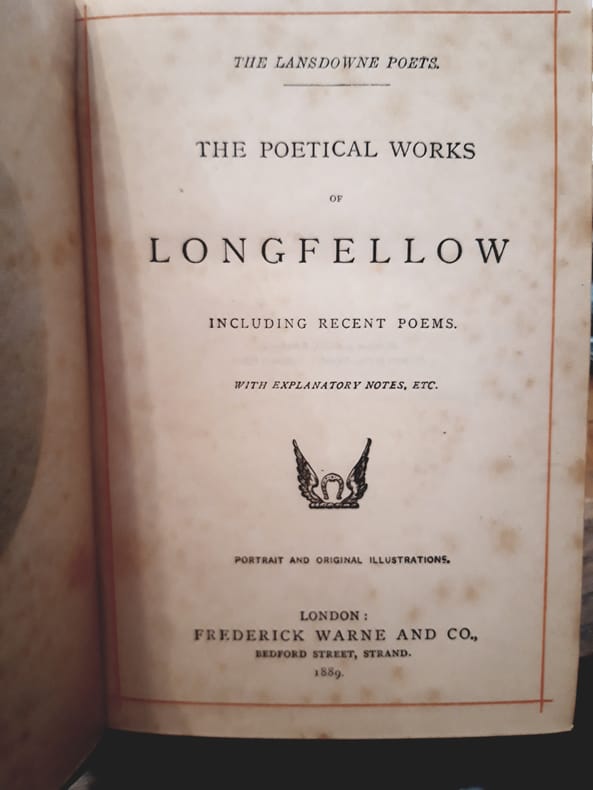 THE LANSDOWNE POETS.
THE POETICAL WORKS
OF
LONGFELLOW
INCLUDING RECENT POEMS.
WITH EXPLANATORY NOTES, ETC.
PORTRAIT AND ORIGINAL ILLUSTRATIONS.
LONDON:
FREDERICK WARNE AND CO.,
BEDFORD STREET, STRAND.
1889.